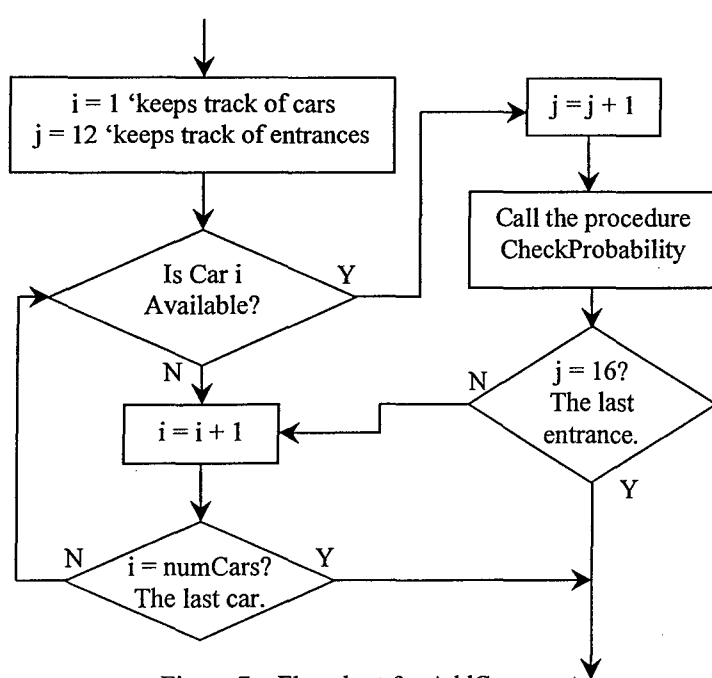 i = 1 ‘keeps track of cars
j = 12 ‘keeps track of entrances
Is Car i
Available?
Y
N
i = i + 1
i = numCars?
The last car.
N
Y
j = j + 1
Call the procedure
CheckProbability
j = 16?
The last
entrance.
N
Y